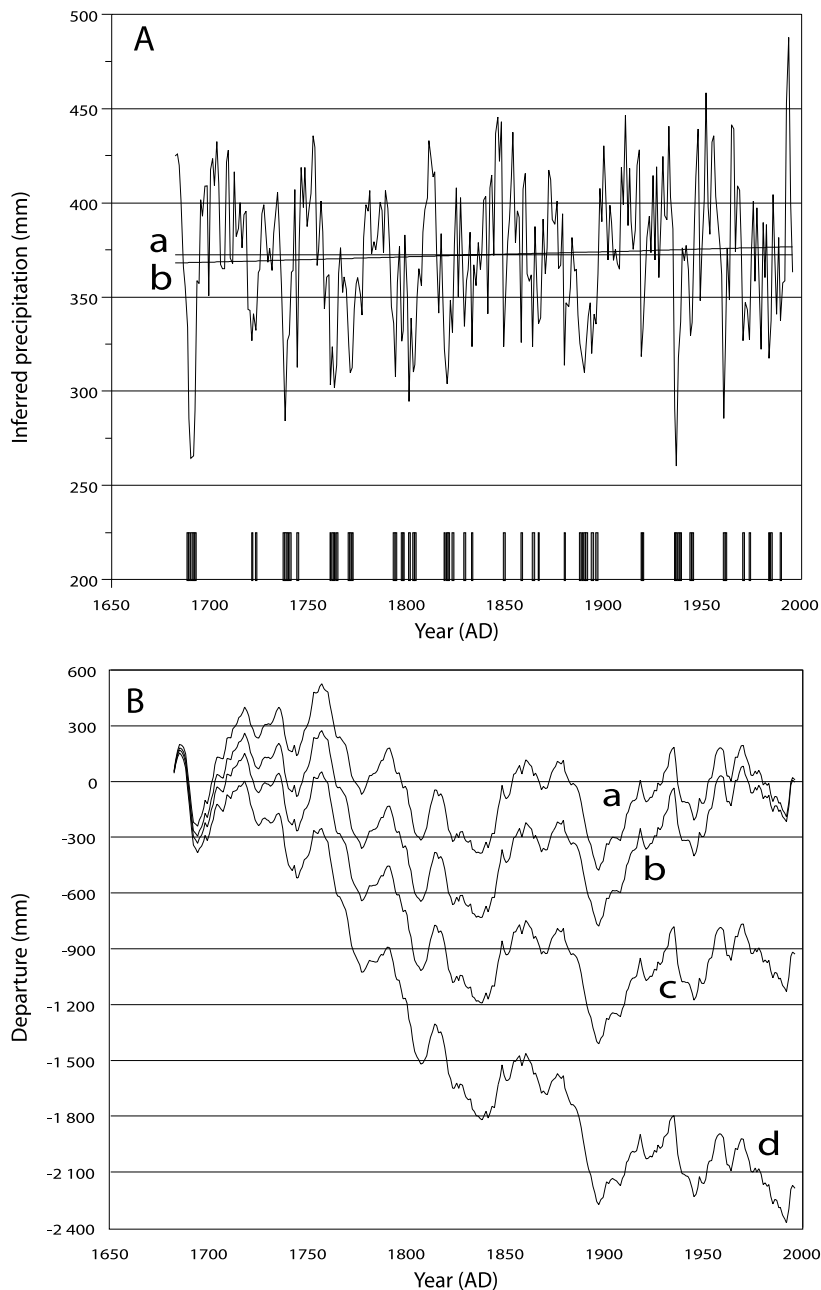 500
A
450
400
a
b
350
300
250
200
Inferred precipitation (mm)
1650 1700 1750 1800 1850 1900 1950 2000
Year (AD)
600
B
300
0
a
-300
b
-600
-900
c
-1 200
-1 500
-1 800
d
-2 100
-2 400
Departure (mm)
1650 1700 1750 1800 1850 1900 1950 2000
Year (AD)